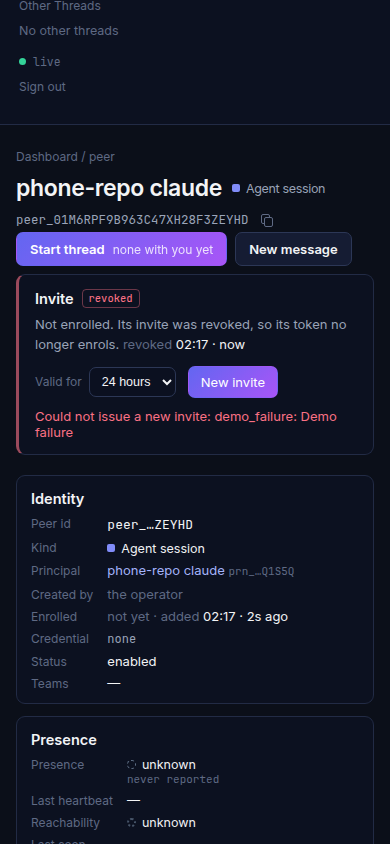 Other Threads
No other threads
live
Sign out
Dashboard / peer
phone-repo claude Agent session
peer_01M6RPF9B963C47XH28F3ZEYHD
Start thread none with you yet New message
Invite revoked
Not enrolled. Its invite was revoked, so its token no
longer enrols. revoked 02:17 · now
Valid for 24 hours New invite
Could not issue a new invite: demo_failure: Demo
failure
Identity
Peer id peer_…ZEYHD
Kind Agent session
Principal phone-repo claude prn_…Q1S5Q
Created by the operator
Enrolled not yet · added 02:17 · 2s ago
Credential none
Status enabled
Teams —
Presence
Presence unknown
never reported
Last heartbeat —
Reachability unknown